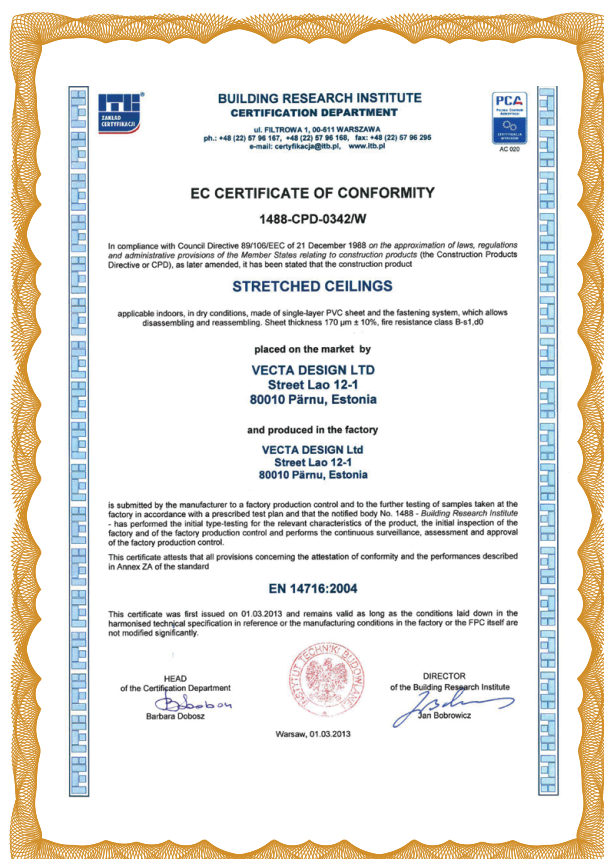 ITB
ZAKŁAD
CERTYFIKACJI
BUILDING RESEARCH INSTITUTE
CERTIFICATION DEPARTMENT
ul. FILTROWA 1, 00-611 WARSZAWA
ph.: +48 (22) 57 96 167, +48 (22) 57 96 168, fax: +48 (22) 57 96 295
e-mail: certyfikacja@itb.pl, www.itb.pl
PCA
AC 020
EC CERTIFICATE OF CONFORMITY
1488-CPD-0342/W
In compliance with Council Directive 89/106/EEC of 21 December 1988 on the approximation of laws, regulations
and administrative provisions of the Member States relating to construction products (the Construction Products
Directive or CPD), as later amended, it has been stated that the construction product
STRETCHED CEILINGS
applicable indoors, in dry conditions, made of single-layer PVC sheet and the fastening system, which allows
disassembling and reassembling. Sheet thickness 170 µm ± 10%, fire resistance class B-s1,d0
placed on the market by
VECTA DESIGN LTD
Street Lao 12-1
80010 Pärnu, Estonia
and produced in the factory
VECTA DESIGN Ltd
Street Lao 12-1
80010 Pärnu, Estonia
is submitted by the manufacturer to a factory production control and to the further testing of samples taken at the
factory in accordance with a prescribed test plan and that the notified body No. 1488 - Building Research Institute
- has performed the initial type-testing for the relevant characteristics of the product, the initial inspection of the
factory and of the factory production control and performs the continuous surveillance, assessment and approval
of the factory production control.
This certificate attests that all provisions concerning the attestation of conformity and the performances described
in Annex ZA of the standard
EN 14716:2004
This certificate was first issued on 01.03.2013 and remains valid as long as the conditions laid down in the
harmonised technical specification in reference or the manufacturing conditions in the factory or the FPC itself are
not modified significantly.
INSTYTUT TECHNIKI BUDOWLANEJ
HEAD
of the Certification Department
Barbara Dobosz
DIRECTOR
of the Building Research Institute
Jan Bobrowicz
Warsaw, 01.03.2013